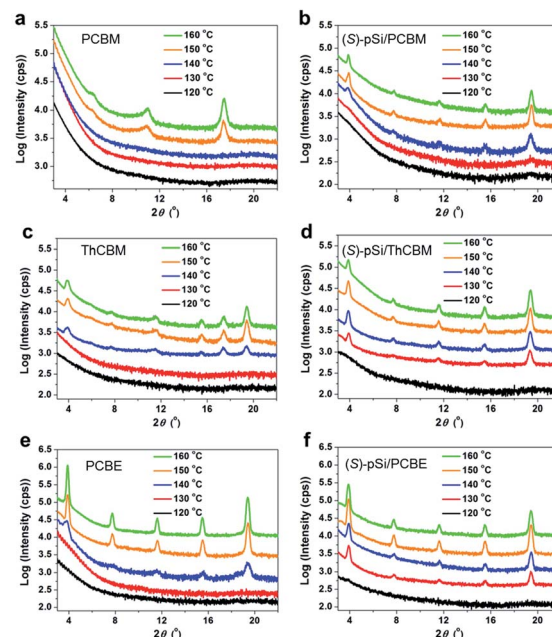 a
PCBM
160 °C
150 °C
140 °C
130 °C
120 °C
Log (Intensity (cps))
5.5
5.0
4.5
4.0
3.5
3.0
4 8 12 16 20
2θ (°)
b
(S)-pSi/PCBM
160 °C
150 °C
140 °C
130 °C
120 °C
Log (Intensity (cps))
5.5
5.0
4.5
4.0
3.5
3.0
2.5
2.0
4 8 12 16 20
2θ (°)
c
ThCBM
160 °C
150 °C
140 °C
130 °C
120 °C
Log (Intensity (cps))
5.5
5.0
4.5
4.0
3.5
3.0
2.5
2.0
4 8 12 16 20
2θ (°)
d
(S)-pSi/ThCBM
160 °C
150 °C
140 °C
130 °C
120 °C
Log (Intensity (cps))
5.5
5.0
4.5
4.0
3.5
3.0
2.5
2.0
4 8 12 16 20
2θ (°)
e
PCBE
160 °C
150 °C
140 °C
130 °C
120 °C
Log (Intensity (cps))
6.5
6.0
5.5
5.0
4.5
4.0
3.5
3.0
2.5
2.0
4 8 12 16 20
2θ (°)
f
(S)-pSi/PCBE
160 °C
150 °C
140 °C
130 °C
120 °C
Log (Intensity (cps))
6.5
6.0
5.5
5.0
4.5
4.0
3.5
3.0
2.5
2.0
4 8 12 16 20
2θ (°)